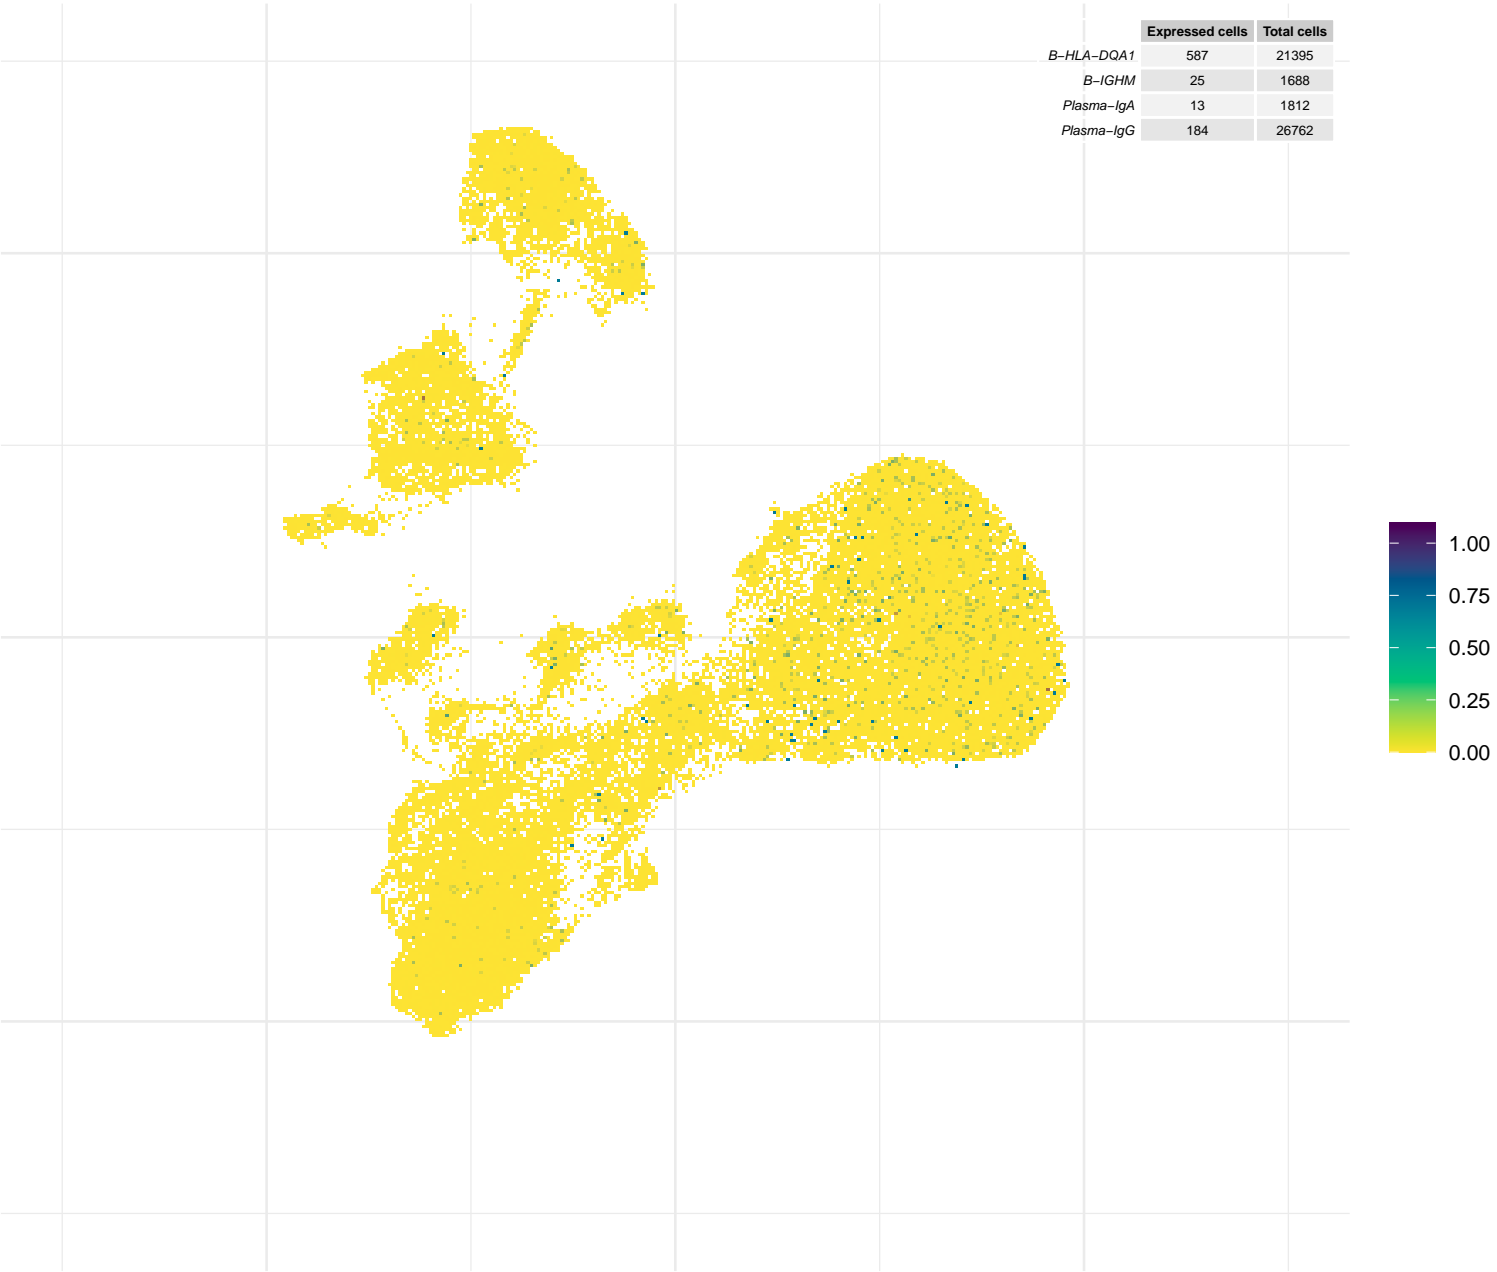 Expressed cells Total cells
B−HLA−DQA1 587 21395
B−IGHM 25 1688
Plasma−IgA 13 1812
Plasma−IgG 184 26762
1.00
0.75
0.50
0.25
0.00